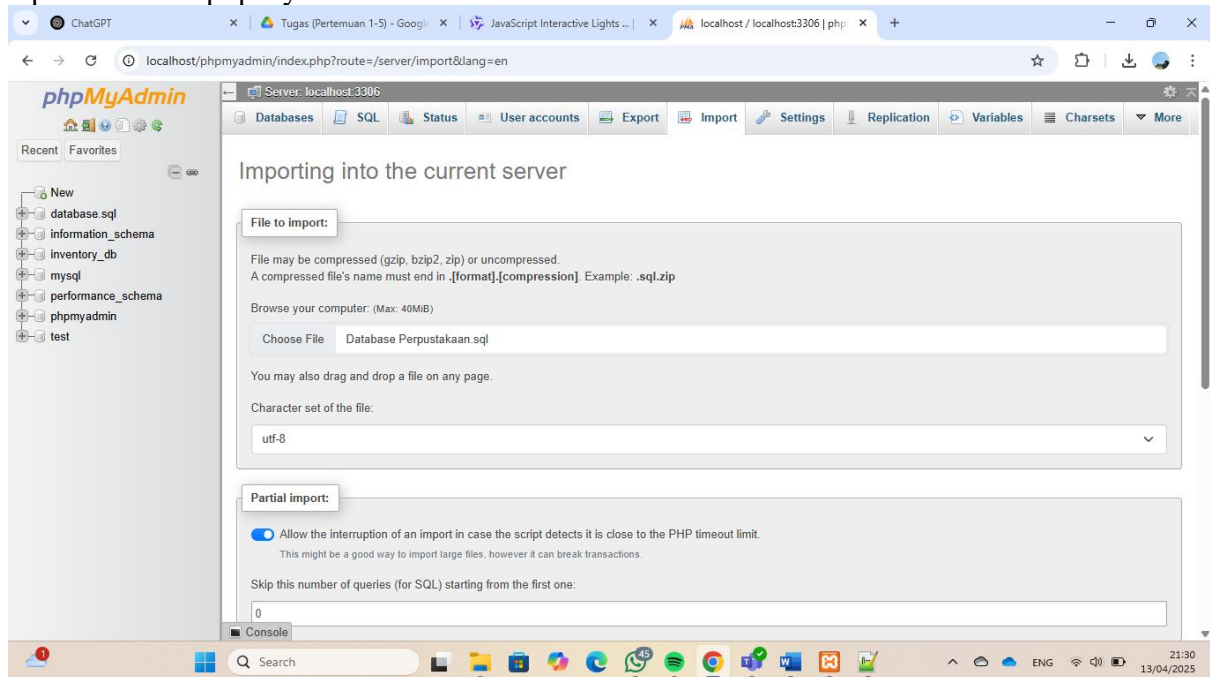 ChatGPT
Tugas (Pertemuan 1-5) - Googl
JavaScript Interactive Lights ... |
localhost / localhost:3306 | php
localhost/phpmyadmin/index.php?route=/server/import&lang=en
phpMyAdmin
Recent Favorites
New
database.sql
information_schema
inventory_db
mysql
performance_schema
phpmyadmin
test
Server: localhost:3306
Databases SQL Status User accounts Export Import Settings Replication Variables Charsets More
Importing into the current server
File to import:
File may be compressed (gzip, bzip2, zip) or uncompressed.
A compressed file's name must end in .[format].[compression]. Example: .sql.zip
Browse your computer: (Max: 40MiB)
Choose File Database Perpustakaan.sql
You may also drag and drop a file on any page.
Character set of the file:
utf-8
Partial import:
Allow the interruption of an import in case the script detects it is close to the PHP timeout limit.
This might be a good way to import large files, however it can break transactions.
Skip this number of queries (for SQL) starting from the first one:
0
Console
1
Search
45
ENG
21:30
13/04/2025